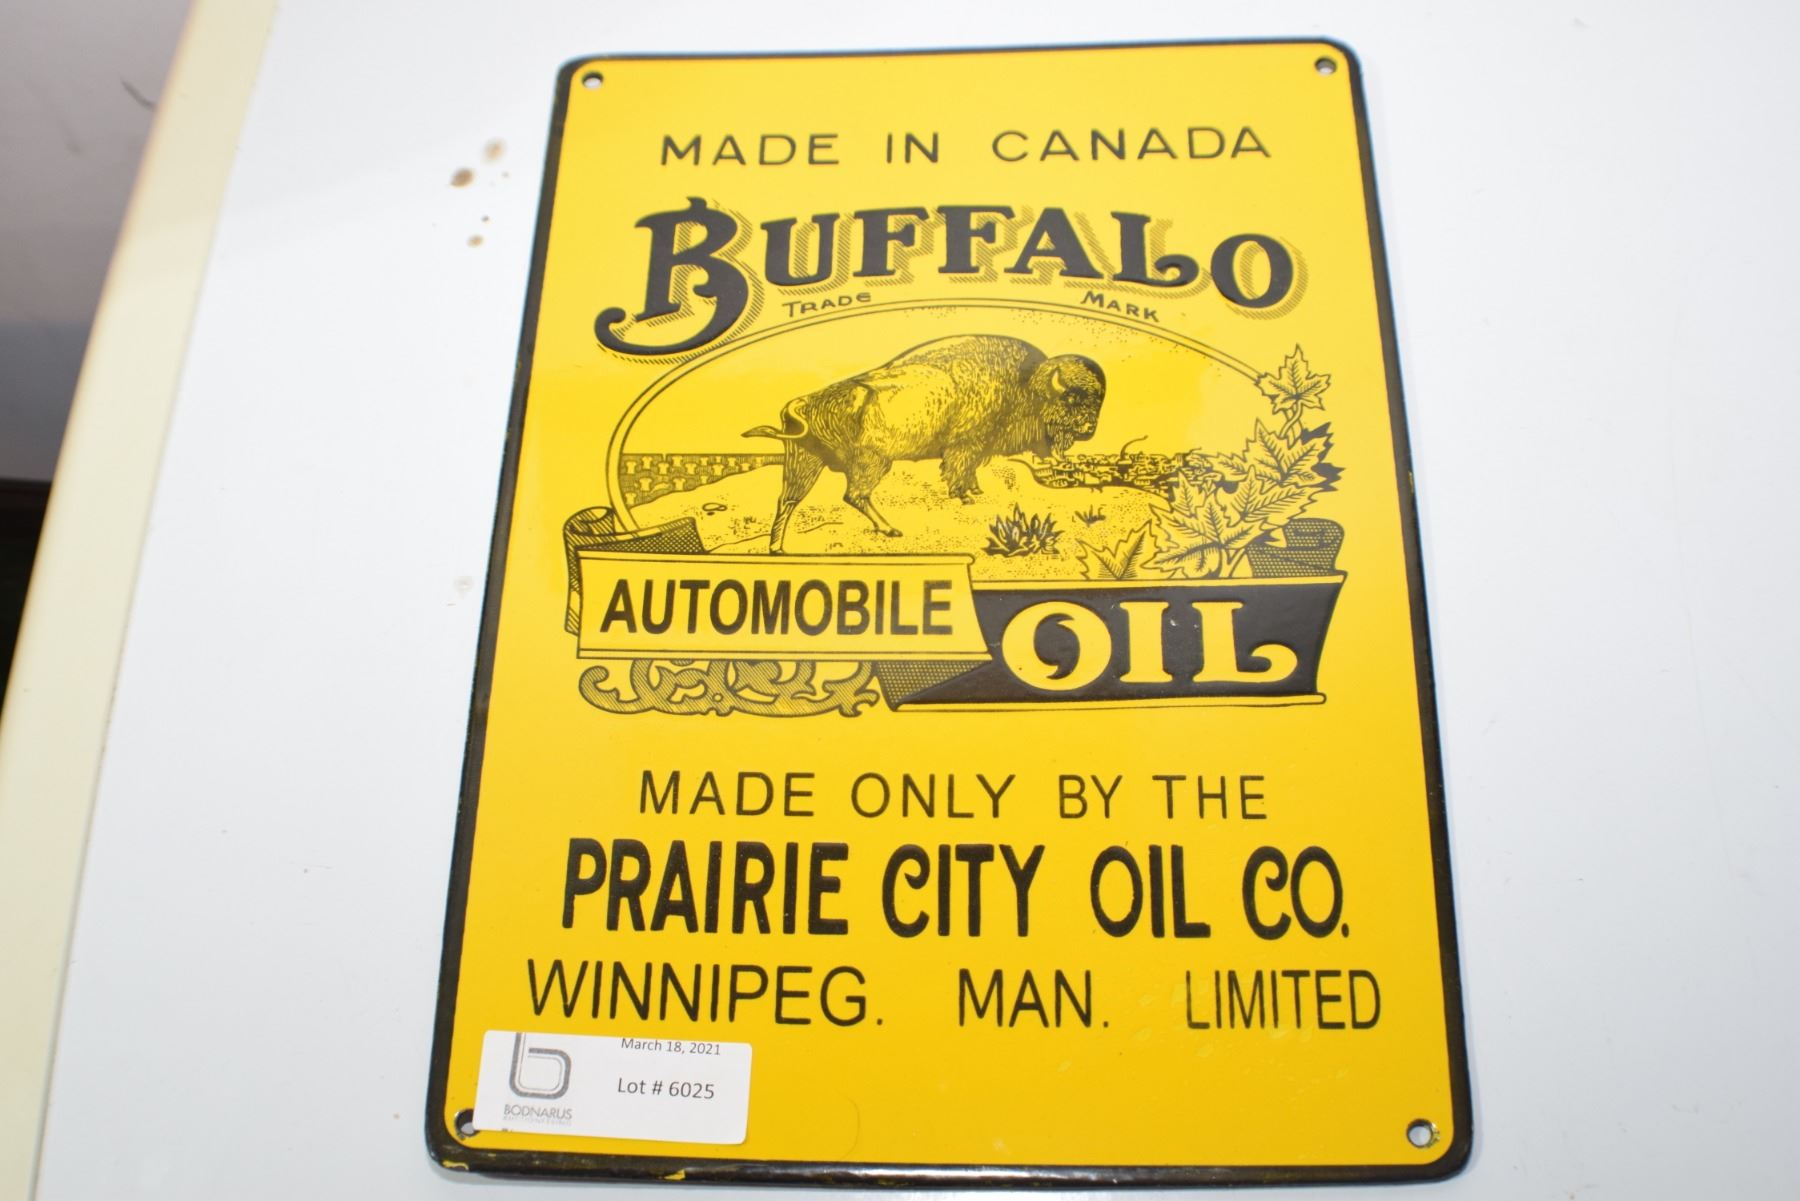 MADE IN CANADA
BUFFALO
TRADE MARK
AUTOMOBILE OIL
MADE ONLY BY THE
PRAIRIE CITY OIL CO.
WINNIPEG. MAN. LIMITED
March 18, 2021
Lot # 6025
BODNARUS
AUCTIONEERING